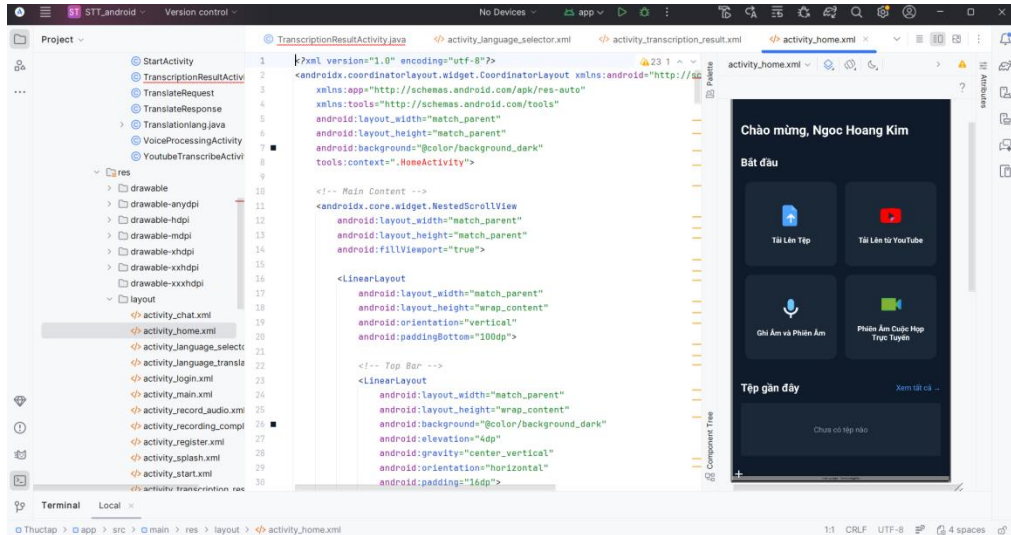 ST STT_android Version control No Devices app
Project
StartActivity
TranscriptionResultActivi
TranslateRequest
TranslateResponse
Translationlang.java
VoiceProcessingActivity
YoutubeTranscribeActivi
res
drawable
drawable-anydpi
drawable-hdpi
drawable-mdpi
drawable-xhdpi
drawable-xxhdpi
drawable-xxxhdpi
layout
activity_chat.xml
activity_home.xml
activity_language_selecto
activity_language_transla
activity_login.xml
activity_main.xml
activity_record_audio.xml
activity_recording_compl
activity_register.xml
activity_splash.xml
activity_start.xml
activity_transcription_res
TranscriptionResultActivity.java activity_language_selector.xml activity_transcription_result.xml activity_home.xml
23 1
1 <?xml version="1.0" encoding="utf-8"?>
2 <androidx.coordinatorlayout.widget.CoordinatorLayout xmlns:android="http://sc
3 xmlns:app="http://schemas.android.com/apk/res-auto"
4 xmlns:tools="http://schemas.android.com/tools"
5 android:layout_width="match_parent"
6 android:layout_height="match_parent"
7 android:background="@color/background_dark"
8 tools:context=".HomeActivity">
9
10 <!-- Main Content -->
11 <androidx.core.widget.NestedScrollView
12 android:layout_width="match_parent"
13 android:layout_height="match_parent"
14 android:fillViewport="true">
15
16 <LinearLayout
17 android:layout_width="match_parent"
18 android:layout_height="wrap_content"
19 android:orientation="vertical"
20 android:paddingBottom="100dp">
21
22 <!-- Top Bar -->
23 <LinearLayout
24 android:layout_width="match_parent"
25 android:layout_height="wrap_content"
26 android:background="@color/background_dark"
27 android:elevation="4dp"
28 android:gravity="center_vertical"
29 android:orientation="horizontal"
30 android:padding="16dp">
Palette
Component Tree
activity_home.xml
Attributes
Chào mừng, Ngoc Hoang Kim
Bắt đầu
Tải Lên Tệp
Tải Lên từ YouTube
Ghi Âm và Phiên Âm
Phiên Âm Cuộc Họp
Trực Tuyến
Tệp gần đây Xem tất cả →
Chưa có tệp nào
Terminal Local
Thuctap > app > src > main > res > layout > activity_home.xml
1:1 CRLF UTF-8 4 spaces